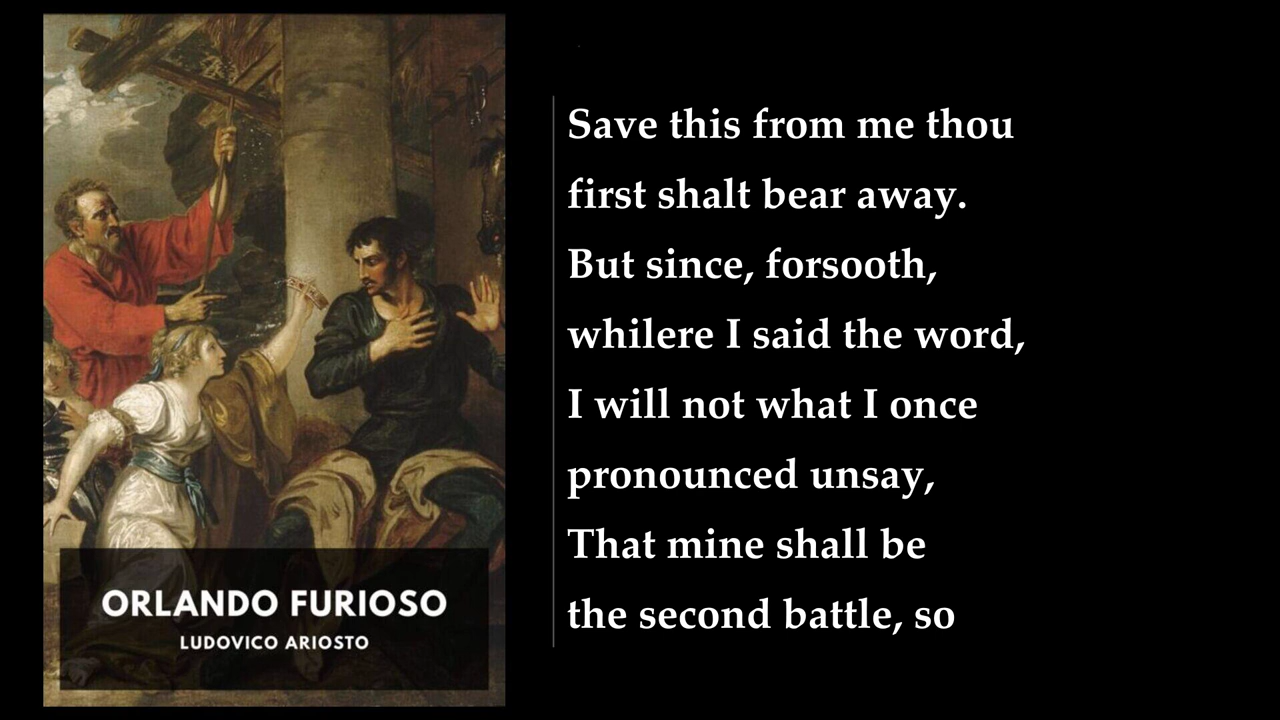 ORLANDO FURIOSO
LUDOVICO ARIOSTO
Save this from me thou
first shalt bear away.
But since, forsooth,
whilere I said the word,
I will not what I once
pronounced unsay,
That mine shall be
the second battle, so